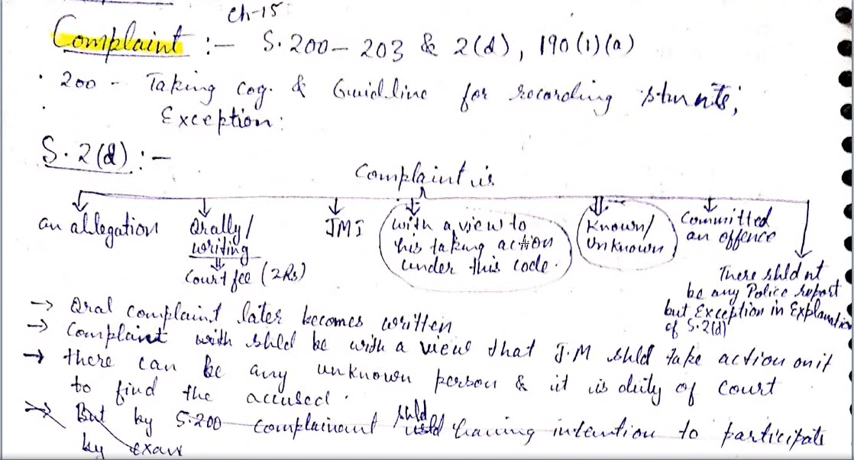 Ch-15
Complaint :- S. 200 - 203 & 2(d), 190(1)(a)
• 200 - Taking cog. & Guidline for recording stmnts;
Exception:
S. 2(d) :-
Complaint is
an allegation
Orally/
writing
Court fee (2Rs)
JMI
with a view to
his taking action
under this code.
Known/
Unknown
Committed
an offence
There shld nt
be any Police report
but Exception in Explanation
of S.2(d)
→ Oral complaint later becomes written
→ Complaint with shld be with a view that J.M shld take action on it
→ there can be any unknown person & it is duty of court
to find the accused.
→ But by S.200 complainant shld having intention to participate
by exam